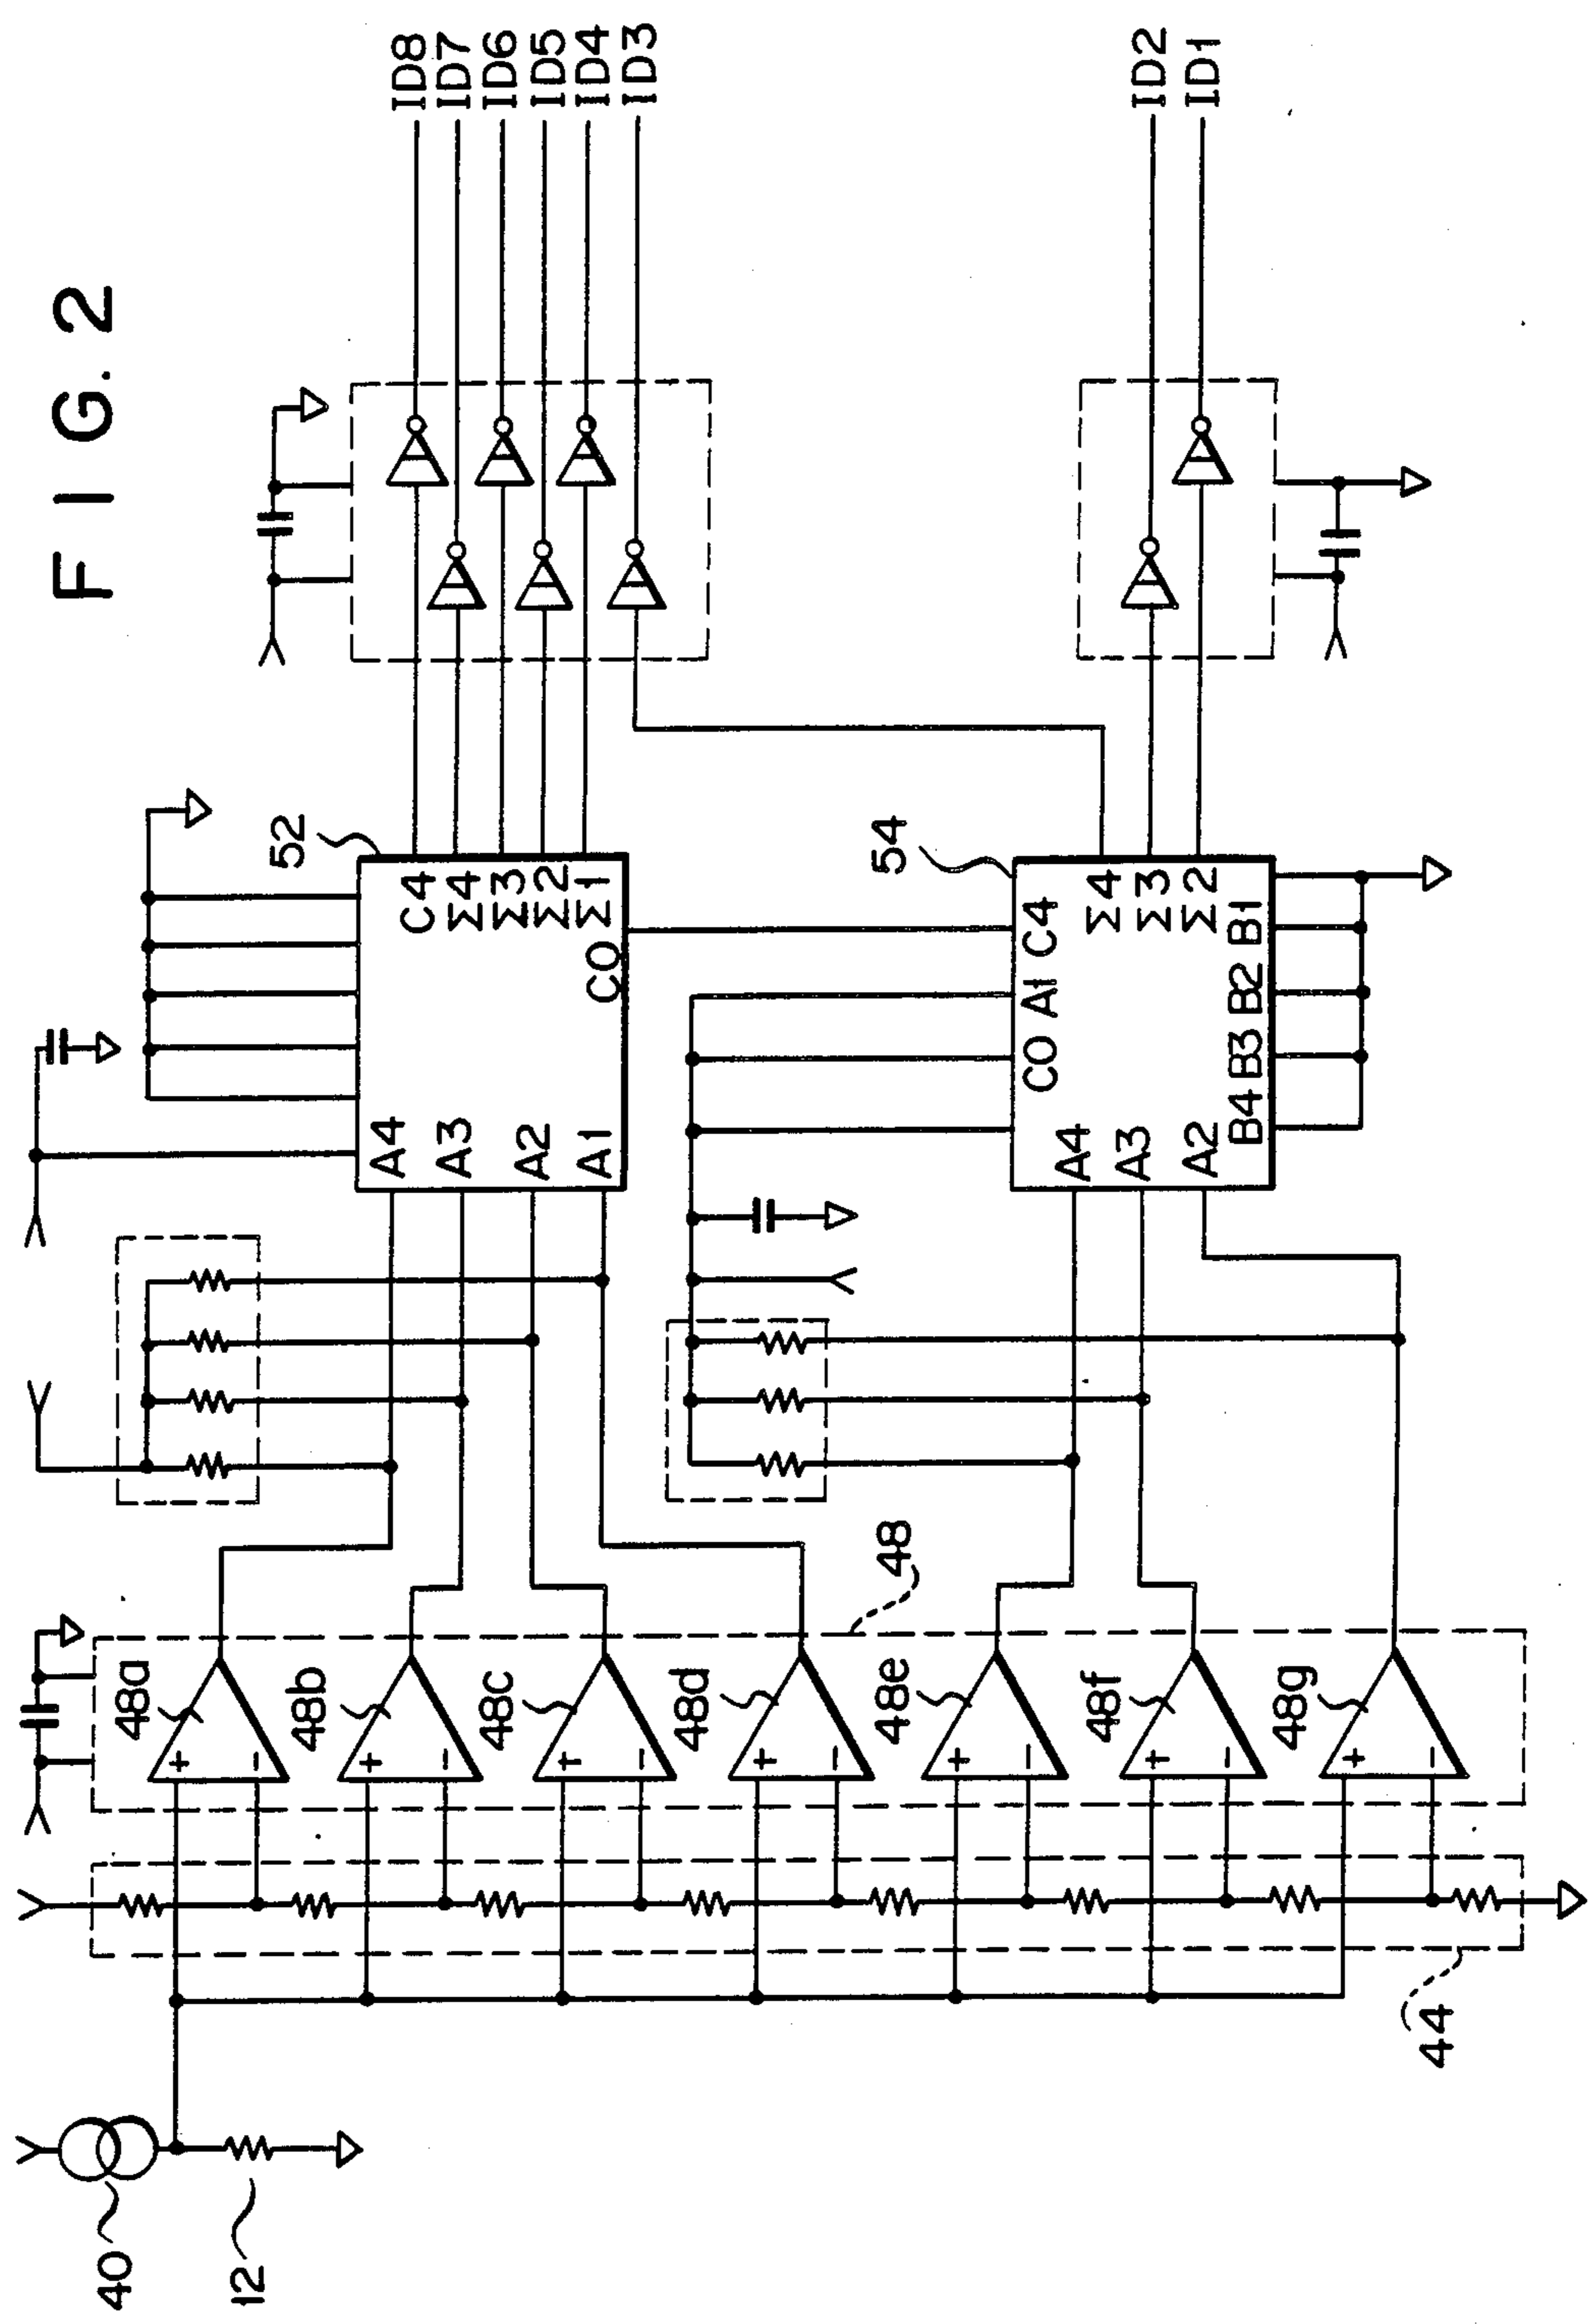 FIG. 2
ID8
ID7
ID6
ID5
ID4
ID3
ID2
ID1
52
C4
Σ4
Σ3
Σ2
Σ1
CO
A4
A3
A2
A1
54
C4
A1
CO
Σ4
Σ3
Σ2
A4
A3
A2
B4
B3
B2
B1
48
48a
+
−
48b
+
−
48c
+
−
48d
+
−
48e
+
−
48f
+
−
48g
+
−
44
40
12